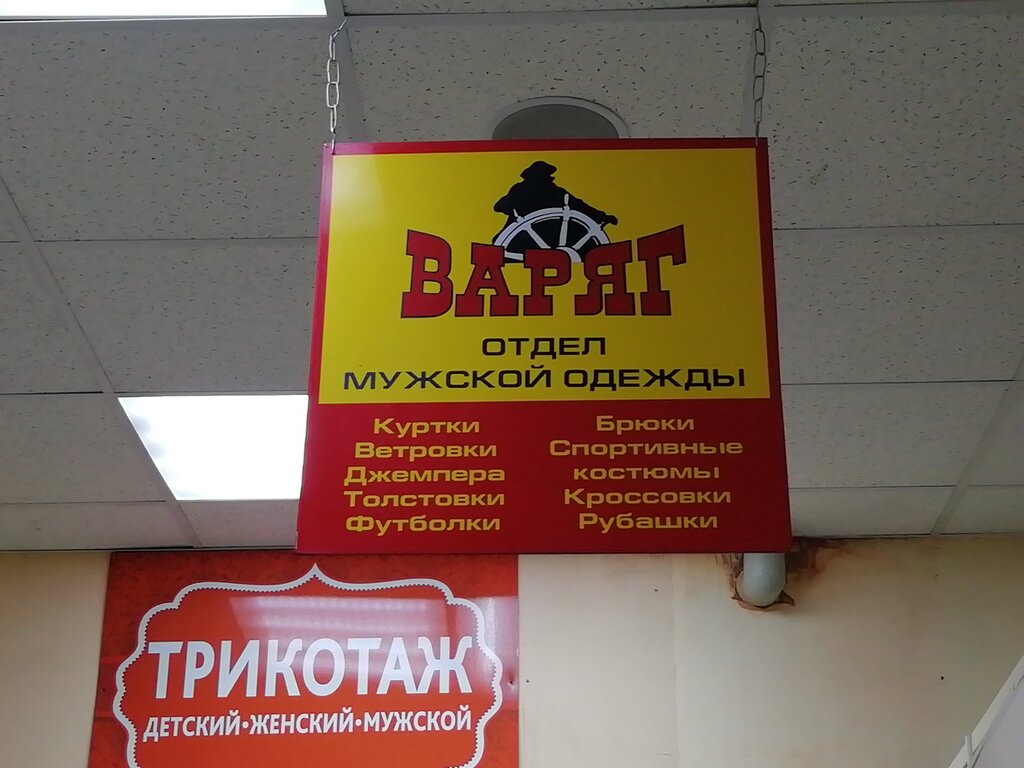 ВАРЯГ
ОТДЕЛ
МУЖСКОЙ ОДЕЖДЫ
Куртки
Ветровки
Джемпера
Толстовки
Футболки
Брюки
Спортивные
костюмы
Кроссовки
Рубашки
ТРИКОТАЖ
ДЕТСКИЙ•ЖЕНСКИЙ•МУЖСКОЙ